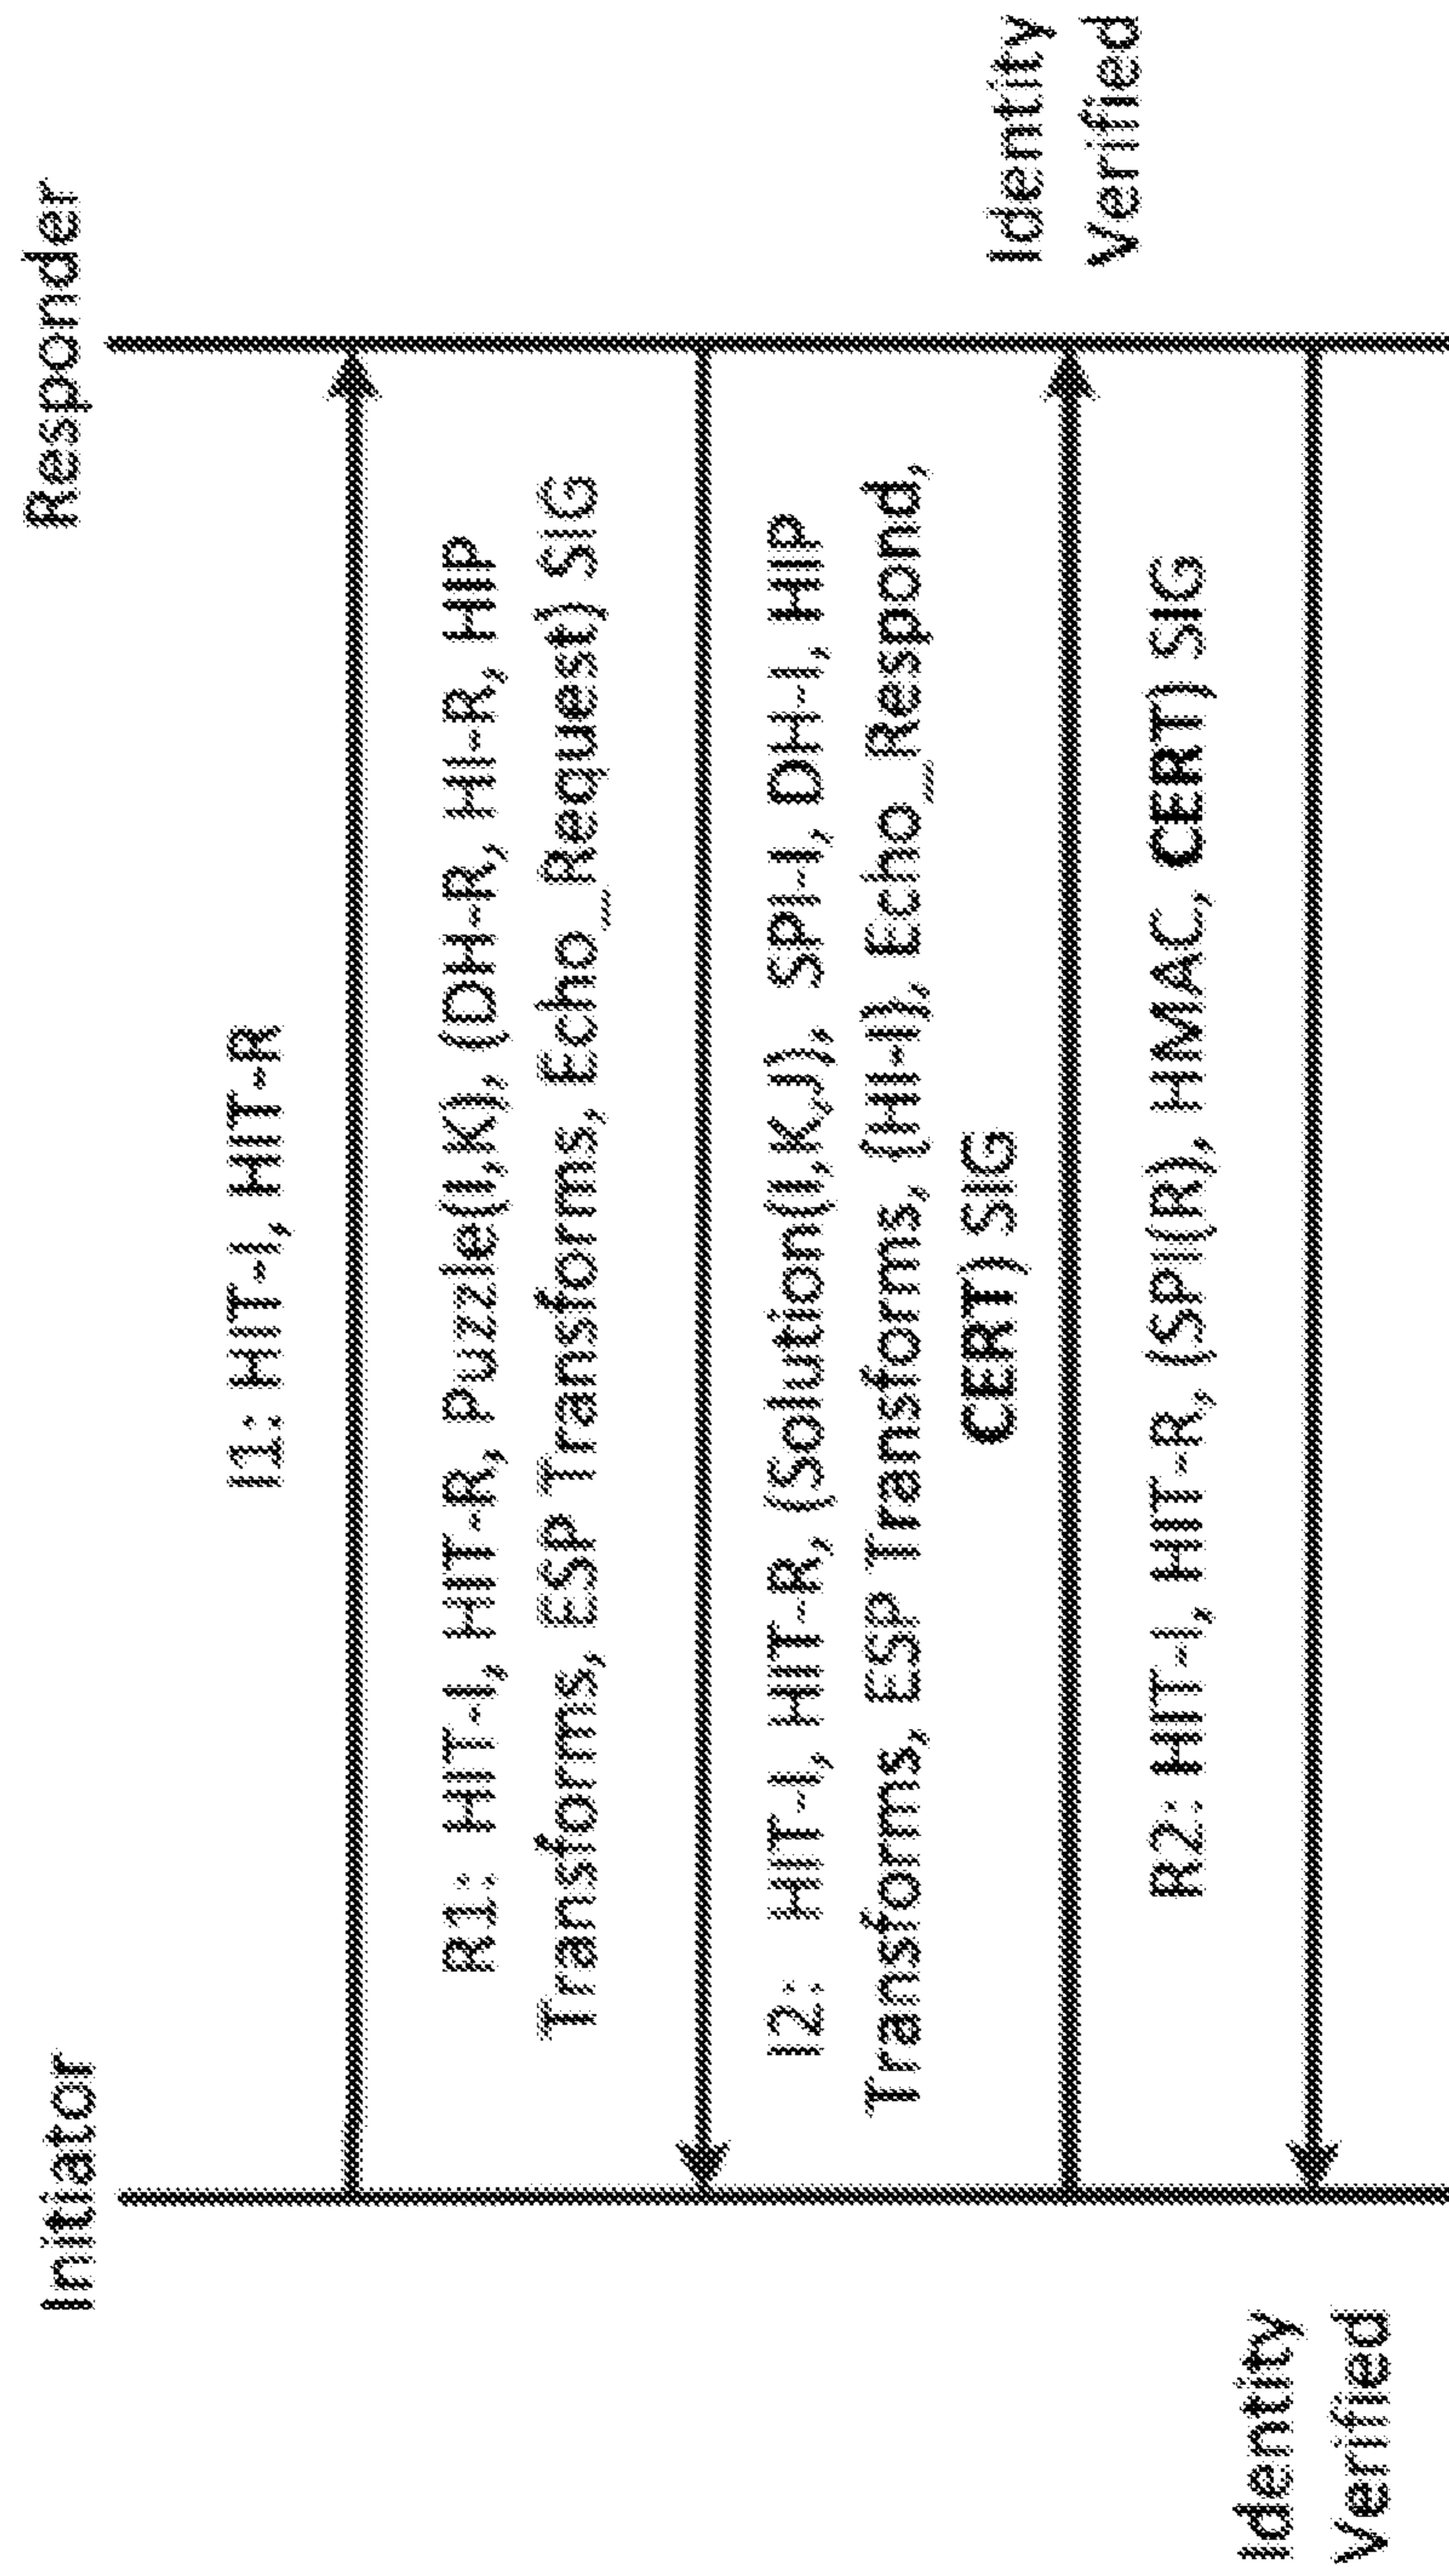 Initiator
Responder
I1: HIT-I, HIT-R
R1: HIT-I, HIT-R, Puzzle(I,K), (DH-R, HI-R, HIP
Transforms, ESP Transforms, Echo_Request) SIG
I2: HIT-I, HIT-R, (Solution(I,K,J), SPI-I, DH-I, HIP
Transforms, ESP Transforms, {HI-I}, Echo_Respond,
CERT) SIG
Identity
Verified
R2: HIT-I, HIT-R, (SPI(R), HMAC, CERT) SIG
Identity
Verified